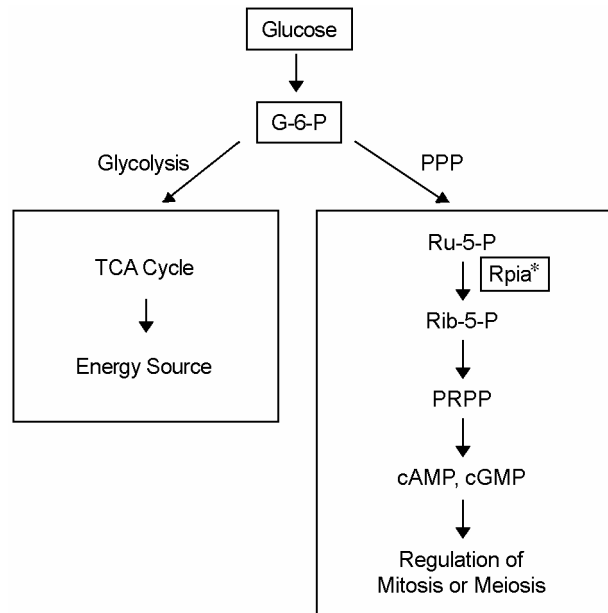 Glucose
G-6-P
Glycolysis
PPP
TCA Cycle
Energy Source
Ru-5-P
Rpia*
Rib-5-P
PRPP
cAMP, cGMP
Regulation of
Mitosis or Meiosis